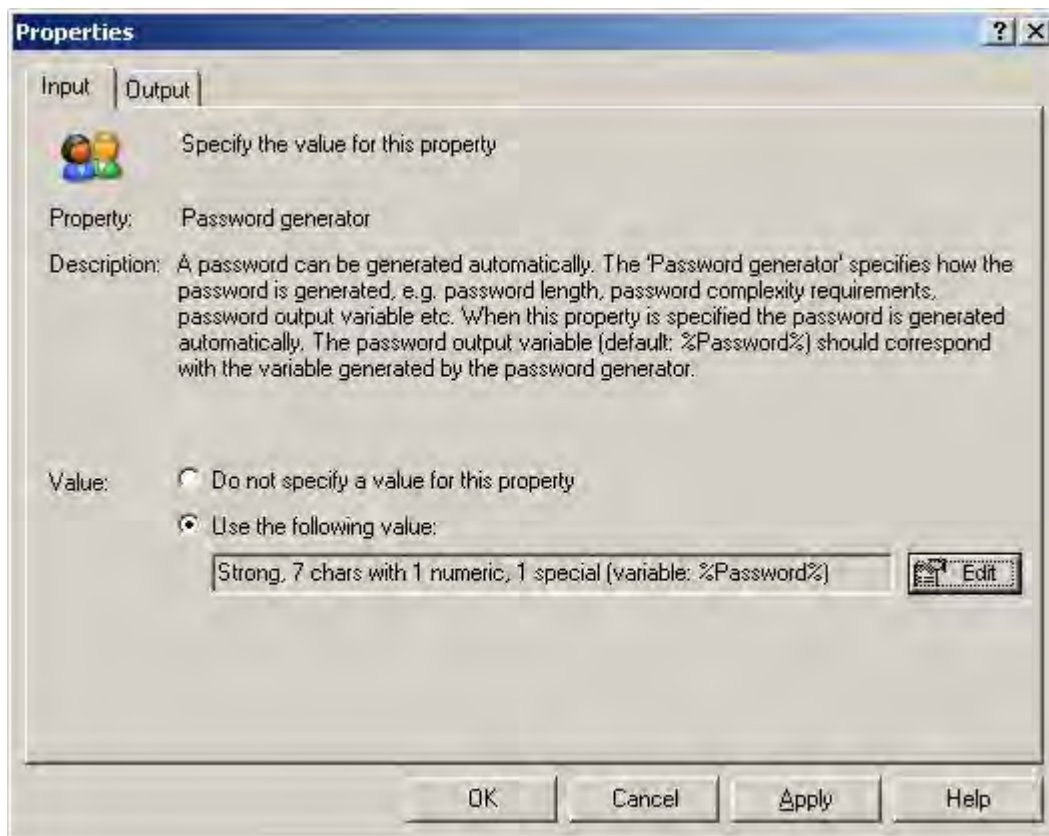 Properties
Input
Output
Specify the value for this property
Property: Password generator
Description: A password can be generated automatically. The 'Password generator' specifies how the
password is generated, e.g. password length, password complexity requirements,
password output variable etc. When this property is specified the password is generated
automatically. The password output variable (default: %Password%) should correspond
with the variable generated by the password generator.
Value: Do not specify a value for this property
Use the following value:
Strong, 7 chars with 1 numeric, 1 special (variable: %Password%)
Edit
OK
Cancel
Apply
Help